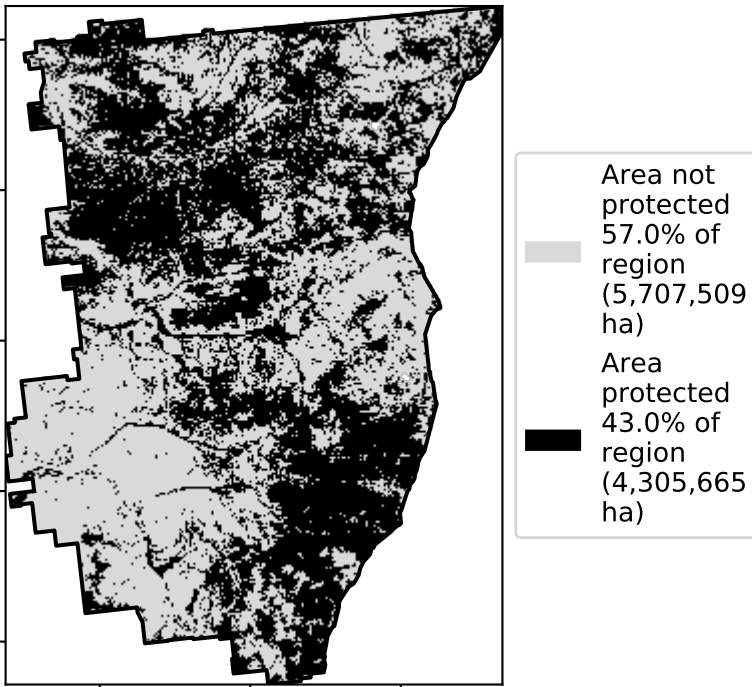 Area not
protected
57.0% of
region
(5,707,509
ha)
Area
protected
43.0% of
region
(4,305,665
ha)